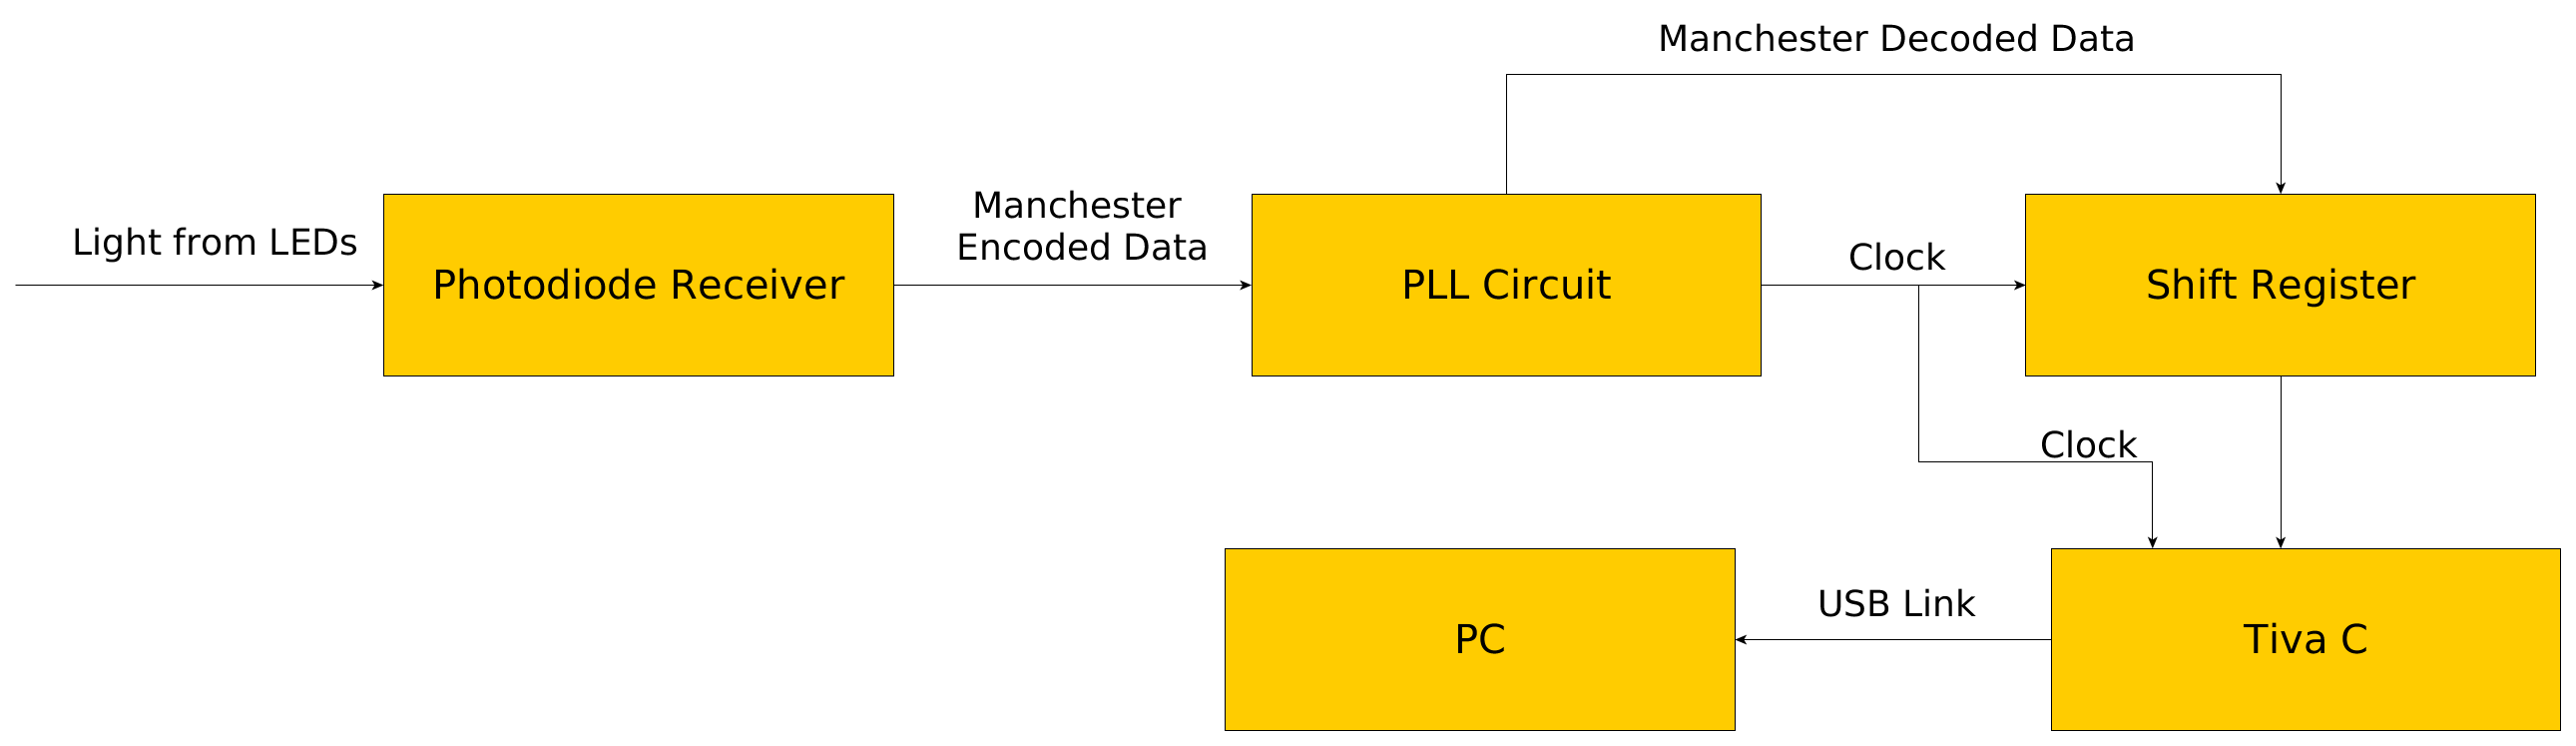 Manchester Decoded Data
Light from LEDs
Photodiode Receiver
Manchester
Encoded Data
PLL Circuit
Clock
Shift Register
Clock
PC
USB Link
Tiva C